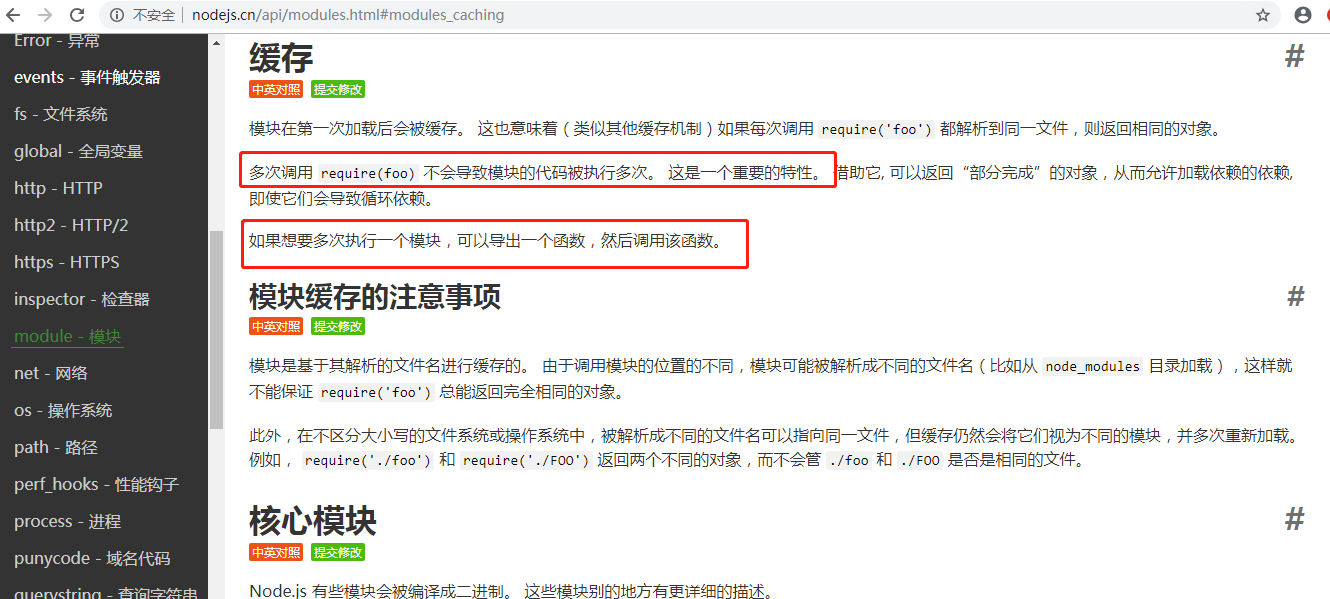 不安全 nodejs.cn/api/modules.html#modules_caching
Error - 异常
events - 事件触发器
fs - 文件系统
global - 全局变量
http - HTTP
http2 - HTTP/2
https - HTTPS
inspector - 检查器
module - 模块
net - 网络
os - 操作系统
path - 路径
perf_hooks - 性能钩子
process - 进程
punycode - 域名代码
querystring - 查询字符串
缓存 #
中英对照 提交修改
模块在第一次加载后会被缓存。 这也意味着（类似其他缓存机制）如果每次调用 require('foo') 都解析到同一文件，则返回相同的对象。
多次调用 require(foo) 不会导致模块的代码被执行多次。 这是一个重要的特性。 借助它, 可以返回“部分完成”的对象，从而允许加载依赖的依赖,
即使它们会导致循环依赖。
如果想要多次执行一个模块，可以导出一个函数，然后调用该函数。
模块缓存的注意事项 #
中英对照 提交修改
模块是基于其解析的文件名进行缓存的。 由于调用模块的位置的不同，模块可能被解析成不同的文件名（比如从 node_modules 目录加载），这样就
不能保证 require('foo') 总能返回完全相同的对象。
此外，在不区分大小写的文件系统或操作系统中，被解析成不同的文件名可以指向同一文件，但缓存仍然会将它们视为不同的模块，并多次重新加载。
例如， require('./foo') 和 require('./FOO') 返回两个不同的对象，而不会管 ./foo 和 ./FOO 是否是相同的文件。
核心模块 #
中英对照 提交修改
Node.js 有些模块会被编译成二进制。 这些模块别的地方有更详细的描述。